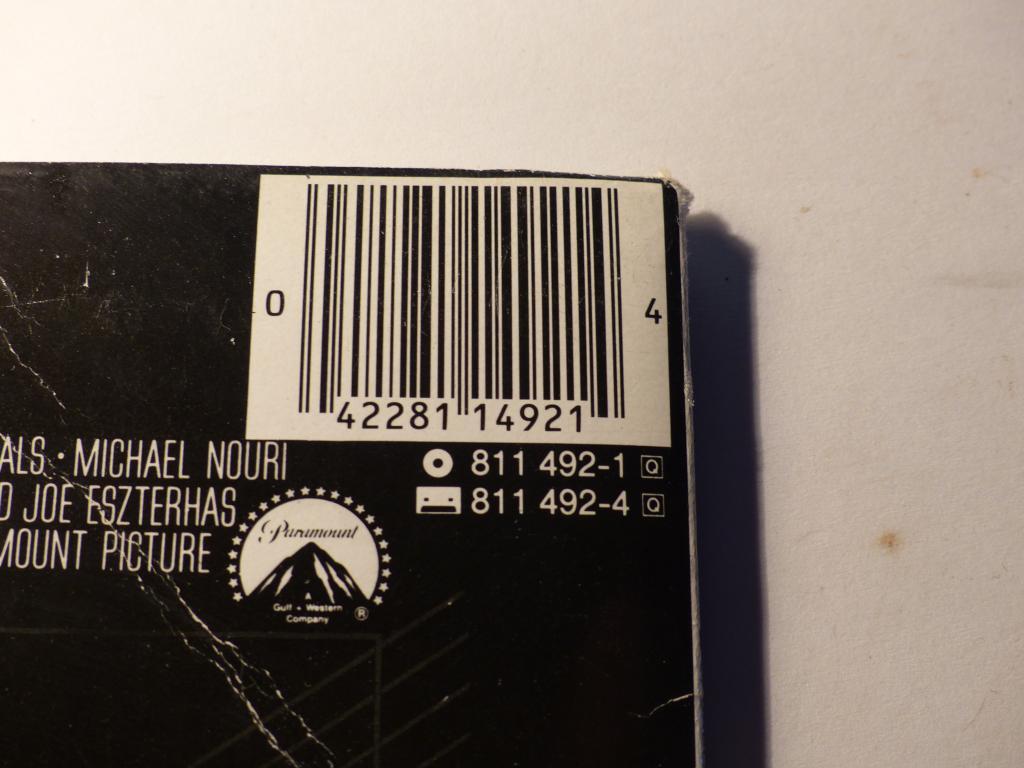 0 42281 14921 4
ALS · MICHAEL NOURI
811 492-1 Q
D JOE ESZTERHAS
811 492-4 Q
MOUNT PICTURE
Paramount
A
Gulf + Western
Company ®